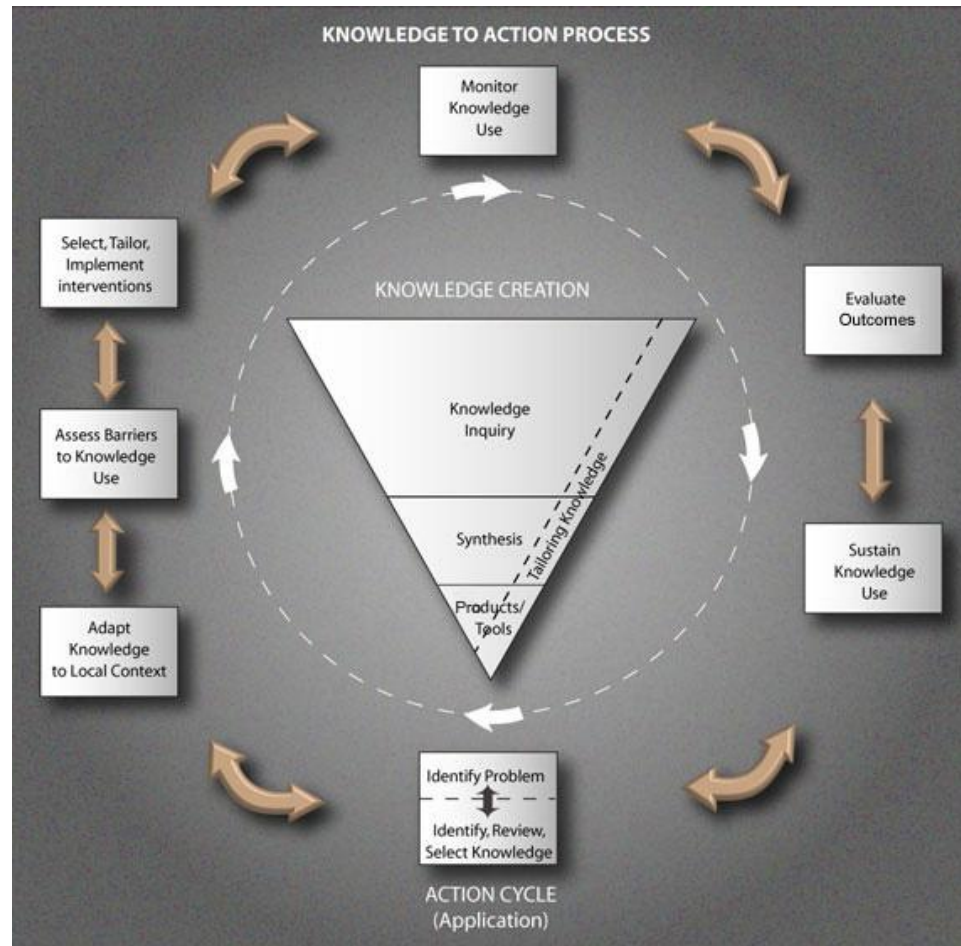 KNOWLEDGE TO ACTION PROCESS
Monitor
Knowledge
Use
Select, Tailor,
Implement
interventions
KNOWLEDGE CREATION
Evaluate
Outcomes
Knowledge
Inquiry
Assess Barriers
to Knowledge
Use
Tailoring Knowledge
Synthesis
Sustain
Knowledge
Use
Products/
Tools
Adapt
Knowledge
to Local Context
Identify Problem
Identify, Review,
Select Knowledge
ACTION CYCLE
(Application)